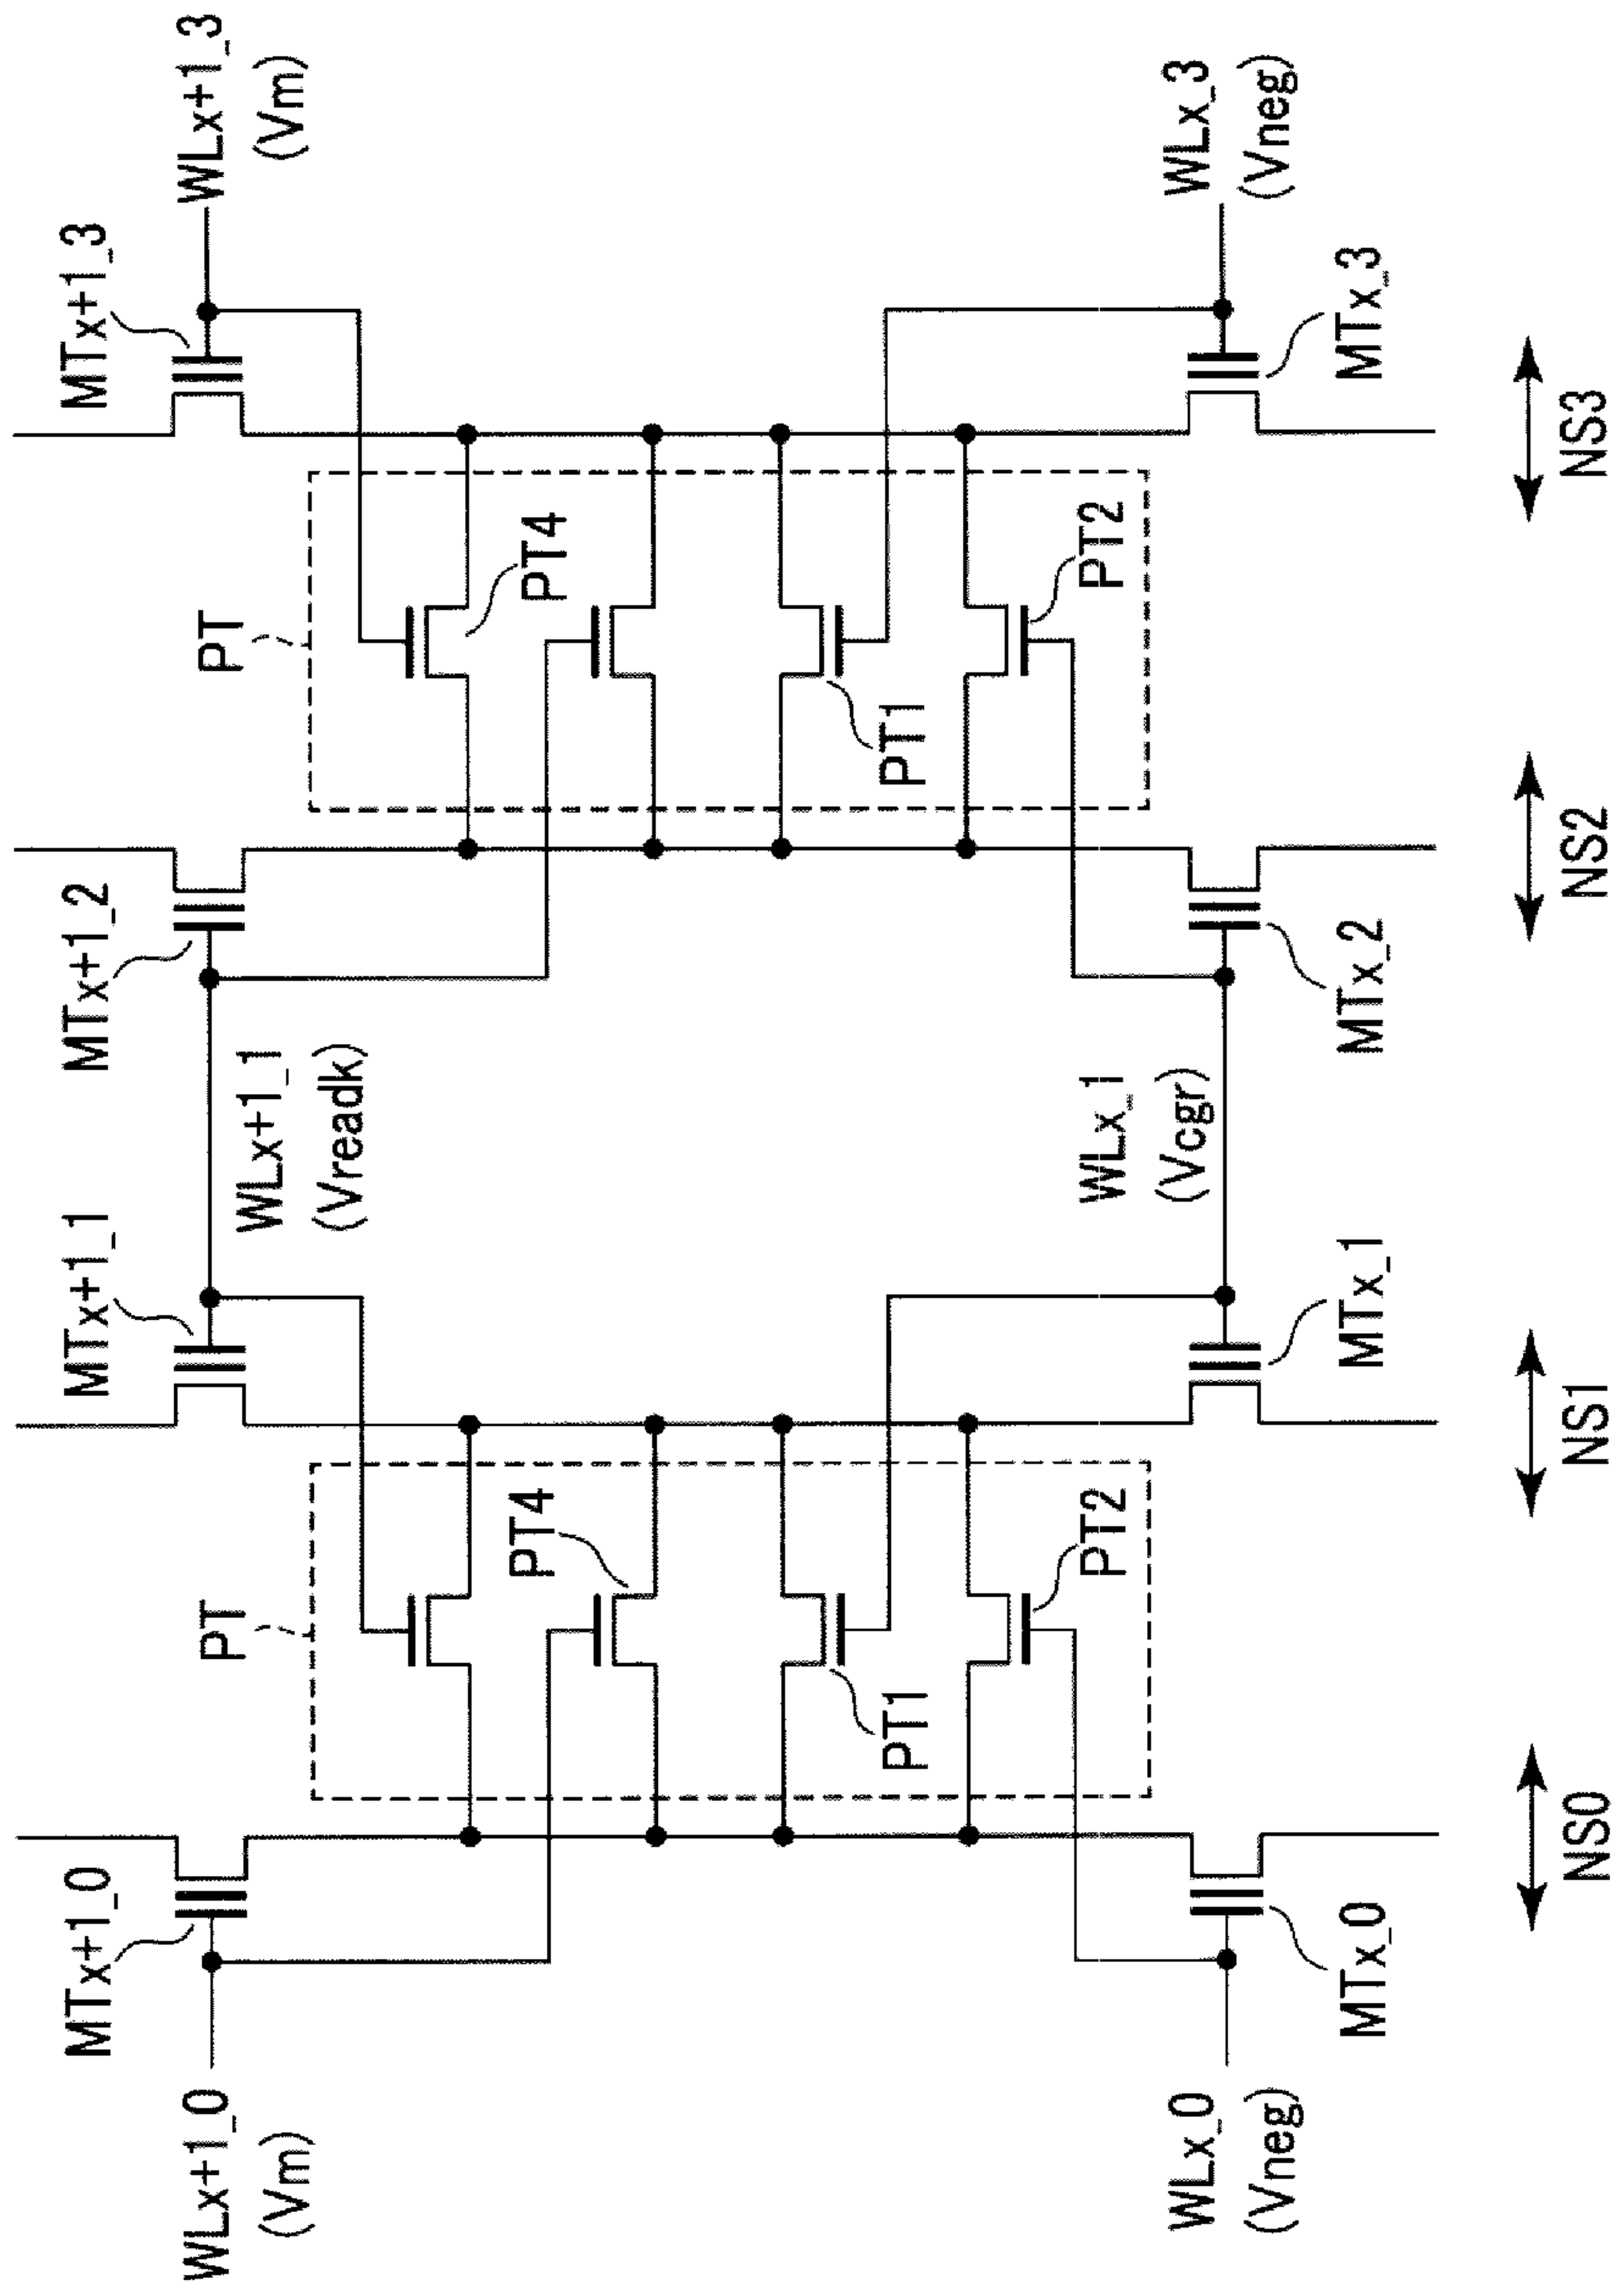 MTx+1_0
MTx+1_1
MTx+1_2
MTx+1_3
WLx+1_0
(Vm)
WLx+1_1
(Vreadk)
WLx+1_3
(Vm)
PT
PT
PT4
PT4
PT1
PT1
PT2
PT2
WLx_0
(Vneg)
WLx_1
(Vcgr)
WLx_3
(Vneg)
MTx_0
MTx_1
MTx_2
MTx_3
NS0
NS1
NS2
NS3